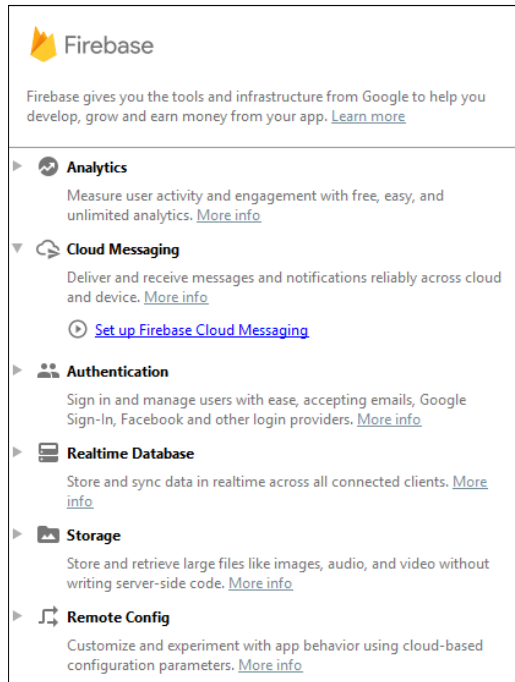 Firebase
Firebase gives you the tools and infrastructure from Google to help you
develop, grow and earn money from your app. Learn more
Analytics
Measure user activity and engagement with free, easy, and
unlimited analytics. More info
Cloud Messaging
Deliver and receive messages and notifications reliably across cloud
and device. More info
Set up Firebase Cloud Messaging
Authentication
Sign in and manage users with ease, accepting emails, Google
Sign-In, Facebook and other login providers. More info
Realtime Database
Store and sync data in realtime across all connected clients. More
info
Storage
Store and retrieve large files like images, audio, and video without
writing server-side code. More info
Remote Config
Customize and experiment with app behavior using cloud-based
configuration parameters. More info